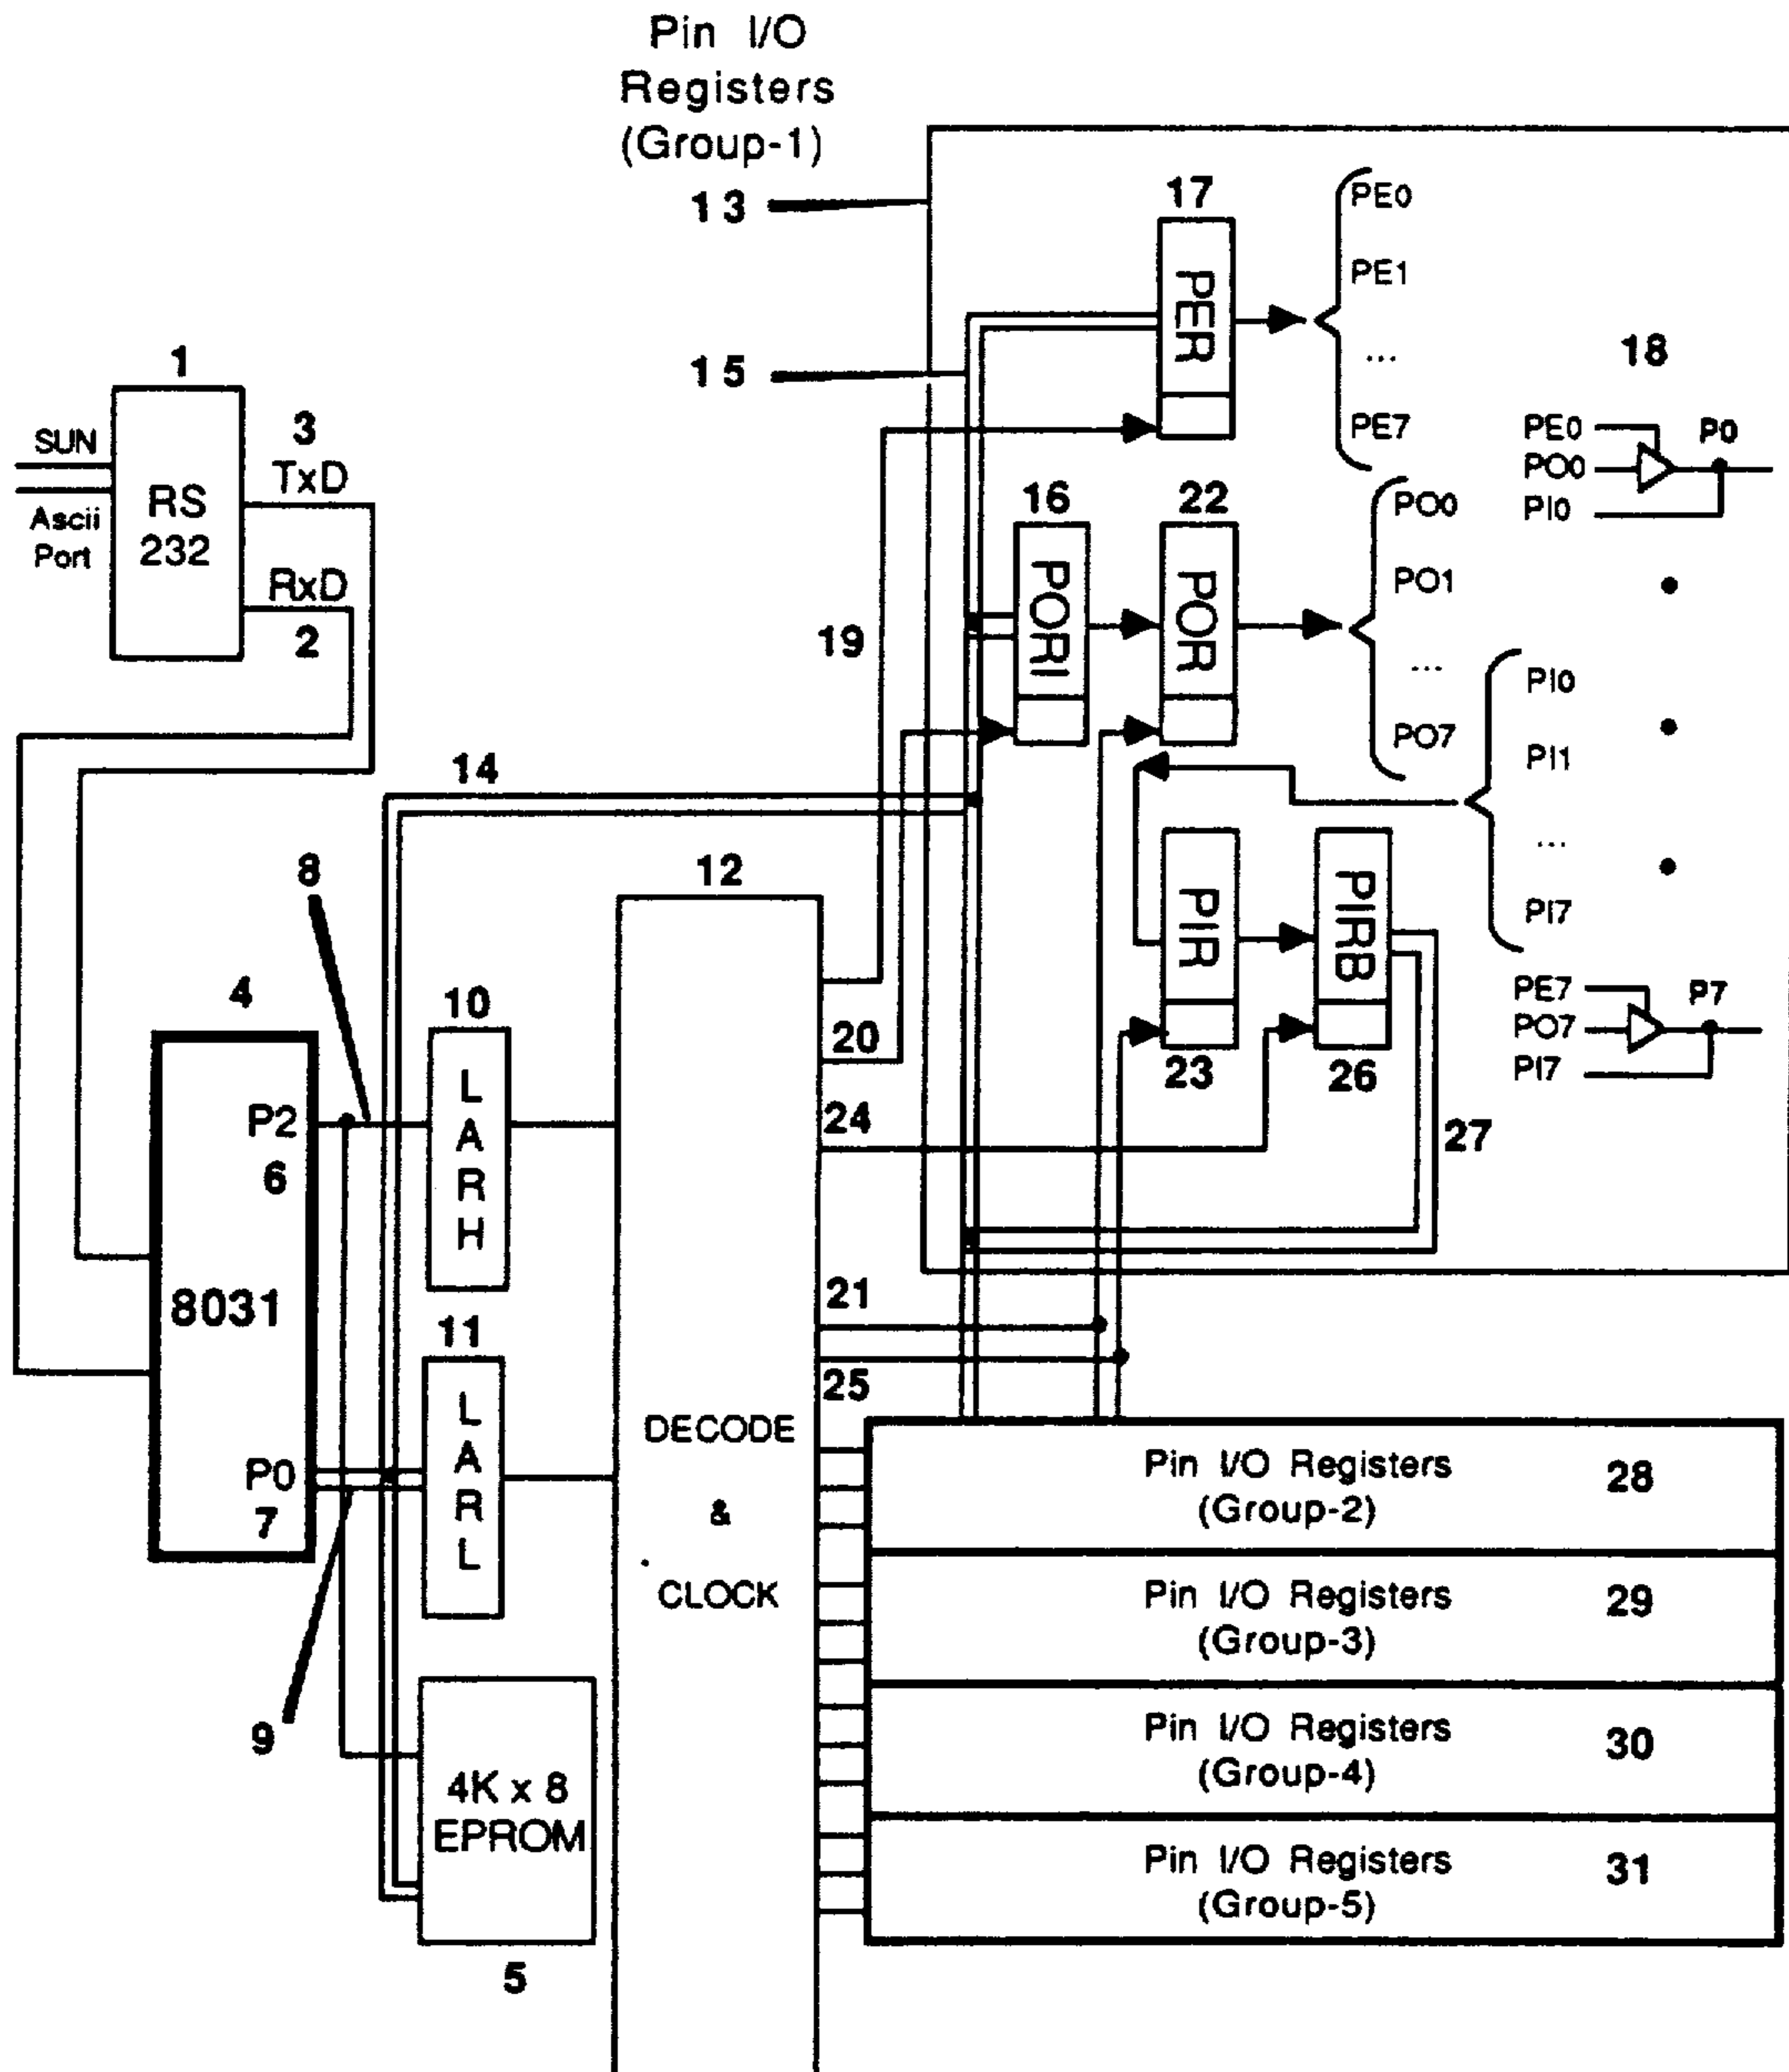 Pin I/O
Registers
(Group-1)
13
17
PER
PE0
PE1
...
PE7
15
18
PE0
PO0
PI0
P0
1
SUN
Ascii
Port
RS
232
3
TxD
RxD
2
16
PORI
22
POR
PO0
PO1
...
PO7
19
PI0
PI1
...
PI7
14
8
12
PIR
PIRB
23
26
PE7
PO7
PI7
P7
4
10
LARH
20
24
27
P2
6
8031
21
11
LARL
25
DECODE
&
CLOCK
P0
7
9
4K x 8
EPROM
5
Pin I/O Registers
(Group-2)
28
Pin I/O Registers
(Group-3)
29
Pin I/O Registers
(Group-4)
30
Pin I/O Registers
(Group-5)
31